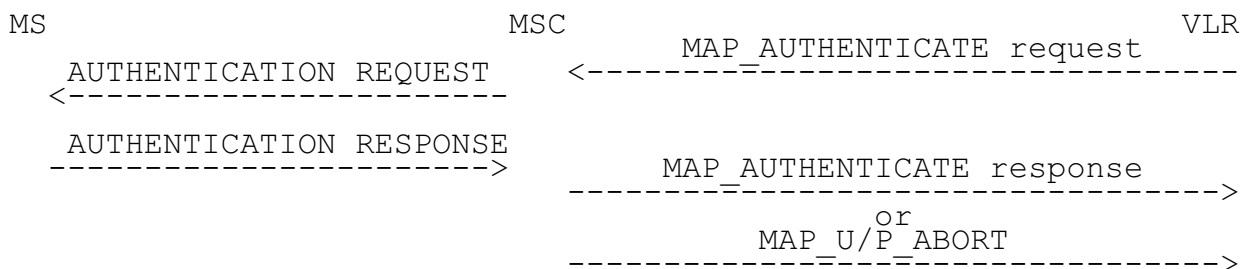 MS MSC VLR
MAP_AUTHENTICATE request
AUTHENTICATION REQUEST <----------------------------------
<-----------------------
AUTHENTICATION RESPONSE
-----------------------> MAP_AUTHENTICATE response
---------------------------------->
or
MAP_U/P_ABORT
---------------------------------->